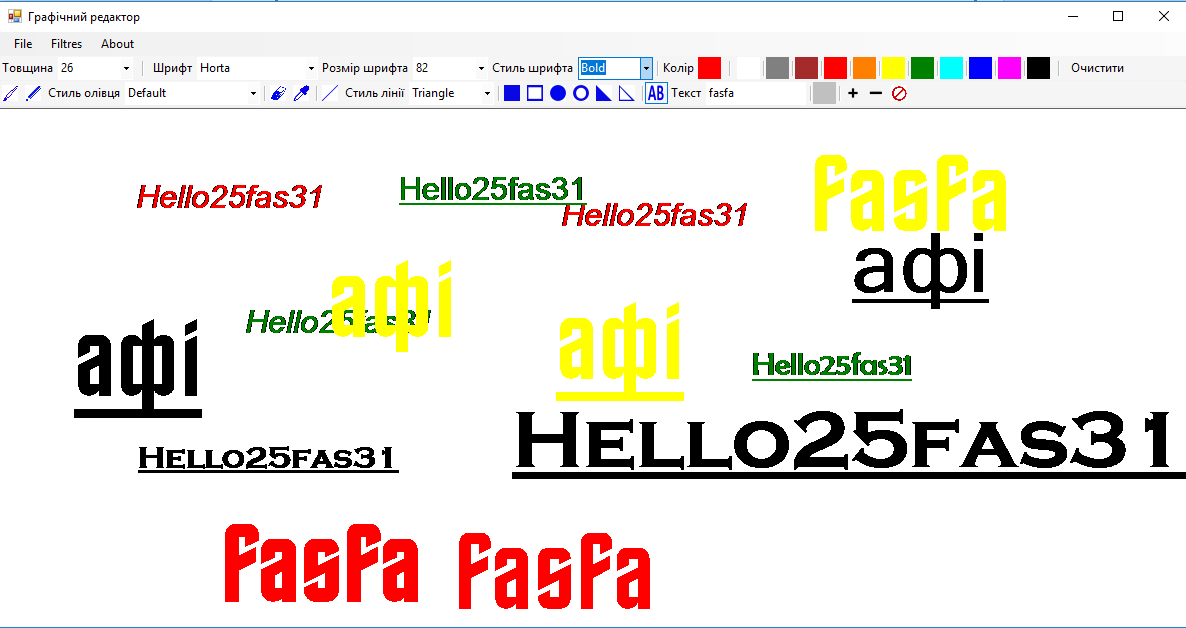 Графічний редактор
File Filtres About
Товщина 26 Шрифт Horta Розмір шрифта 82 Стиль шрифта Bold Колір Очистити
Стиль олівця Default Стиль лінії Triangle AB Текст fasfa
fasfa
Hello25fas31
Hello25fas31
Hello25fas31
афі
афі
Hello25fas31
афі
афі
Hello25fas31
Hello25fas31
Hello25fas31
fasfa
fasfa